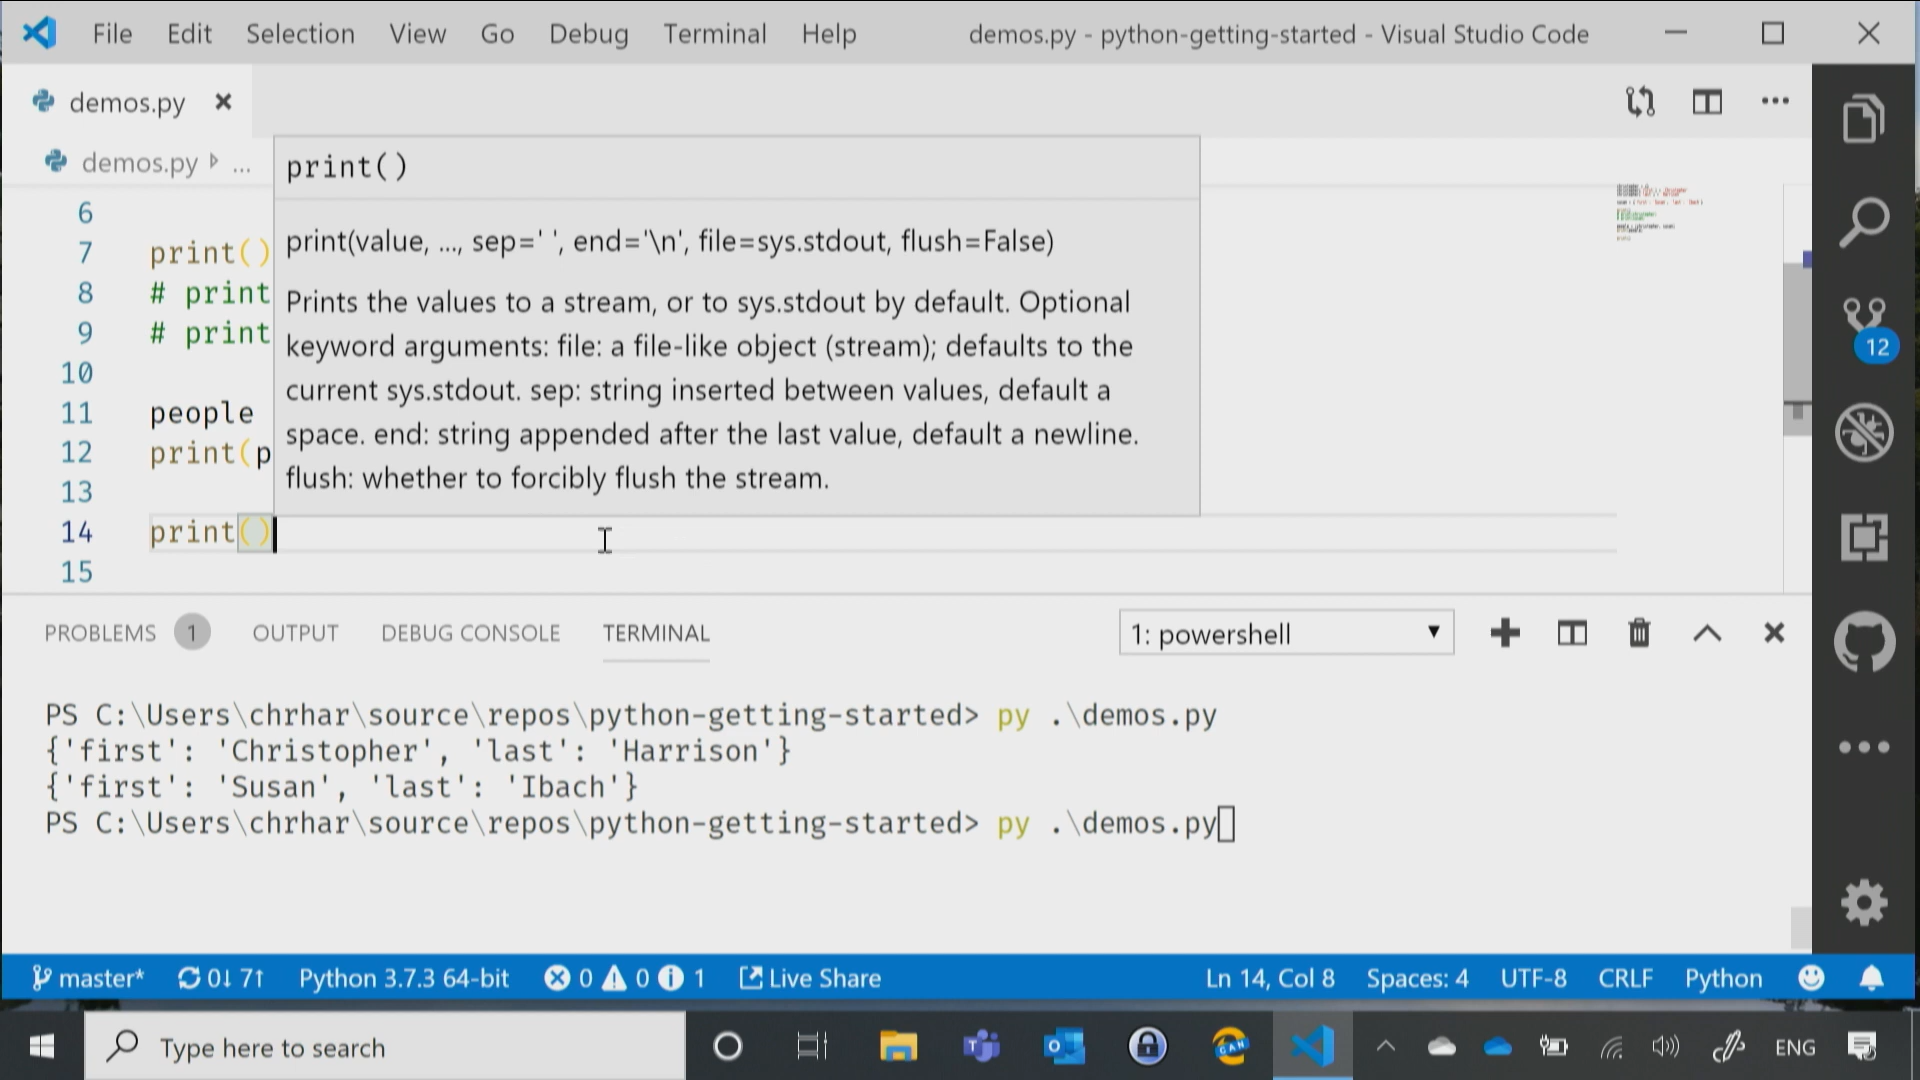 File Edit Selection View Go Debug Terminal Help demos.py - python-getting-started - Visual Studio Code
demos.py
demos.py ...
print()
print(value, ..., sep=' ', end='\n', file=sys.stdout, flush=False)
Prints the values to a stream, or to sys.stdout by default. Optional
keyword arguments: file: a file-like object (stream); defaults to the
current sys.stdout. sep: string inserted between values, default a
space. end: string appended after the last value, default a newline.
flush: whether to forcibly flush the stream.
6
7 print()
8 # print
9 # print
10
11 people
12 print(p
13
14 print()
15
12
PROBLEMS 1 OUTPUT DEBUG CONSOLE TERMINAL 1: powershell
PS C:\Users\chrhar\source\repos\python-getting-started> py .\demos.py
{'first': 'Christopher', 'last': 'Harrison'}
{'first': 'Susan', 'last': 'Ibach'}
PS C:\Users\chrhar\source\repos\python-getting-started> py .\demos.py
master* 0↓ 7↑ Python 3.7.3 64-bit 0 0 1 Live Share Ln 14, Col 8 Spaces: 4 UTF-8 CRLF Python
Type here to search CAN ENG